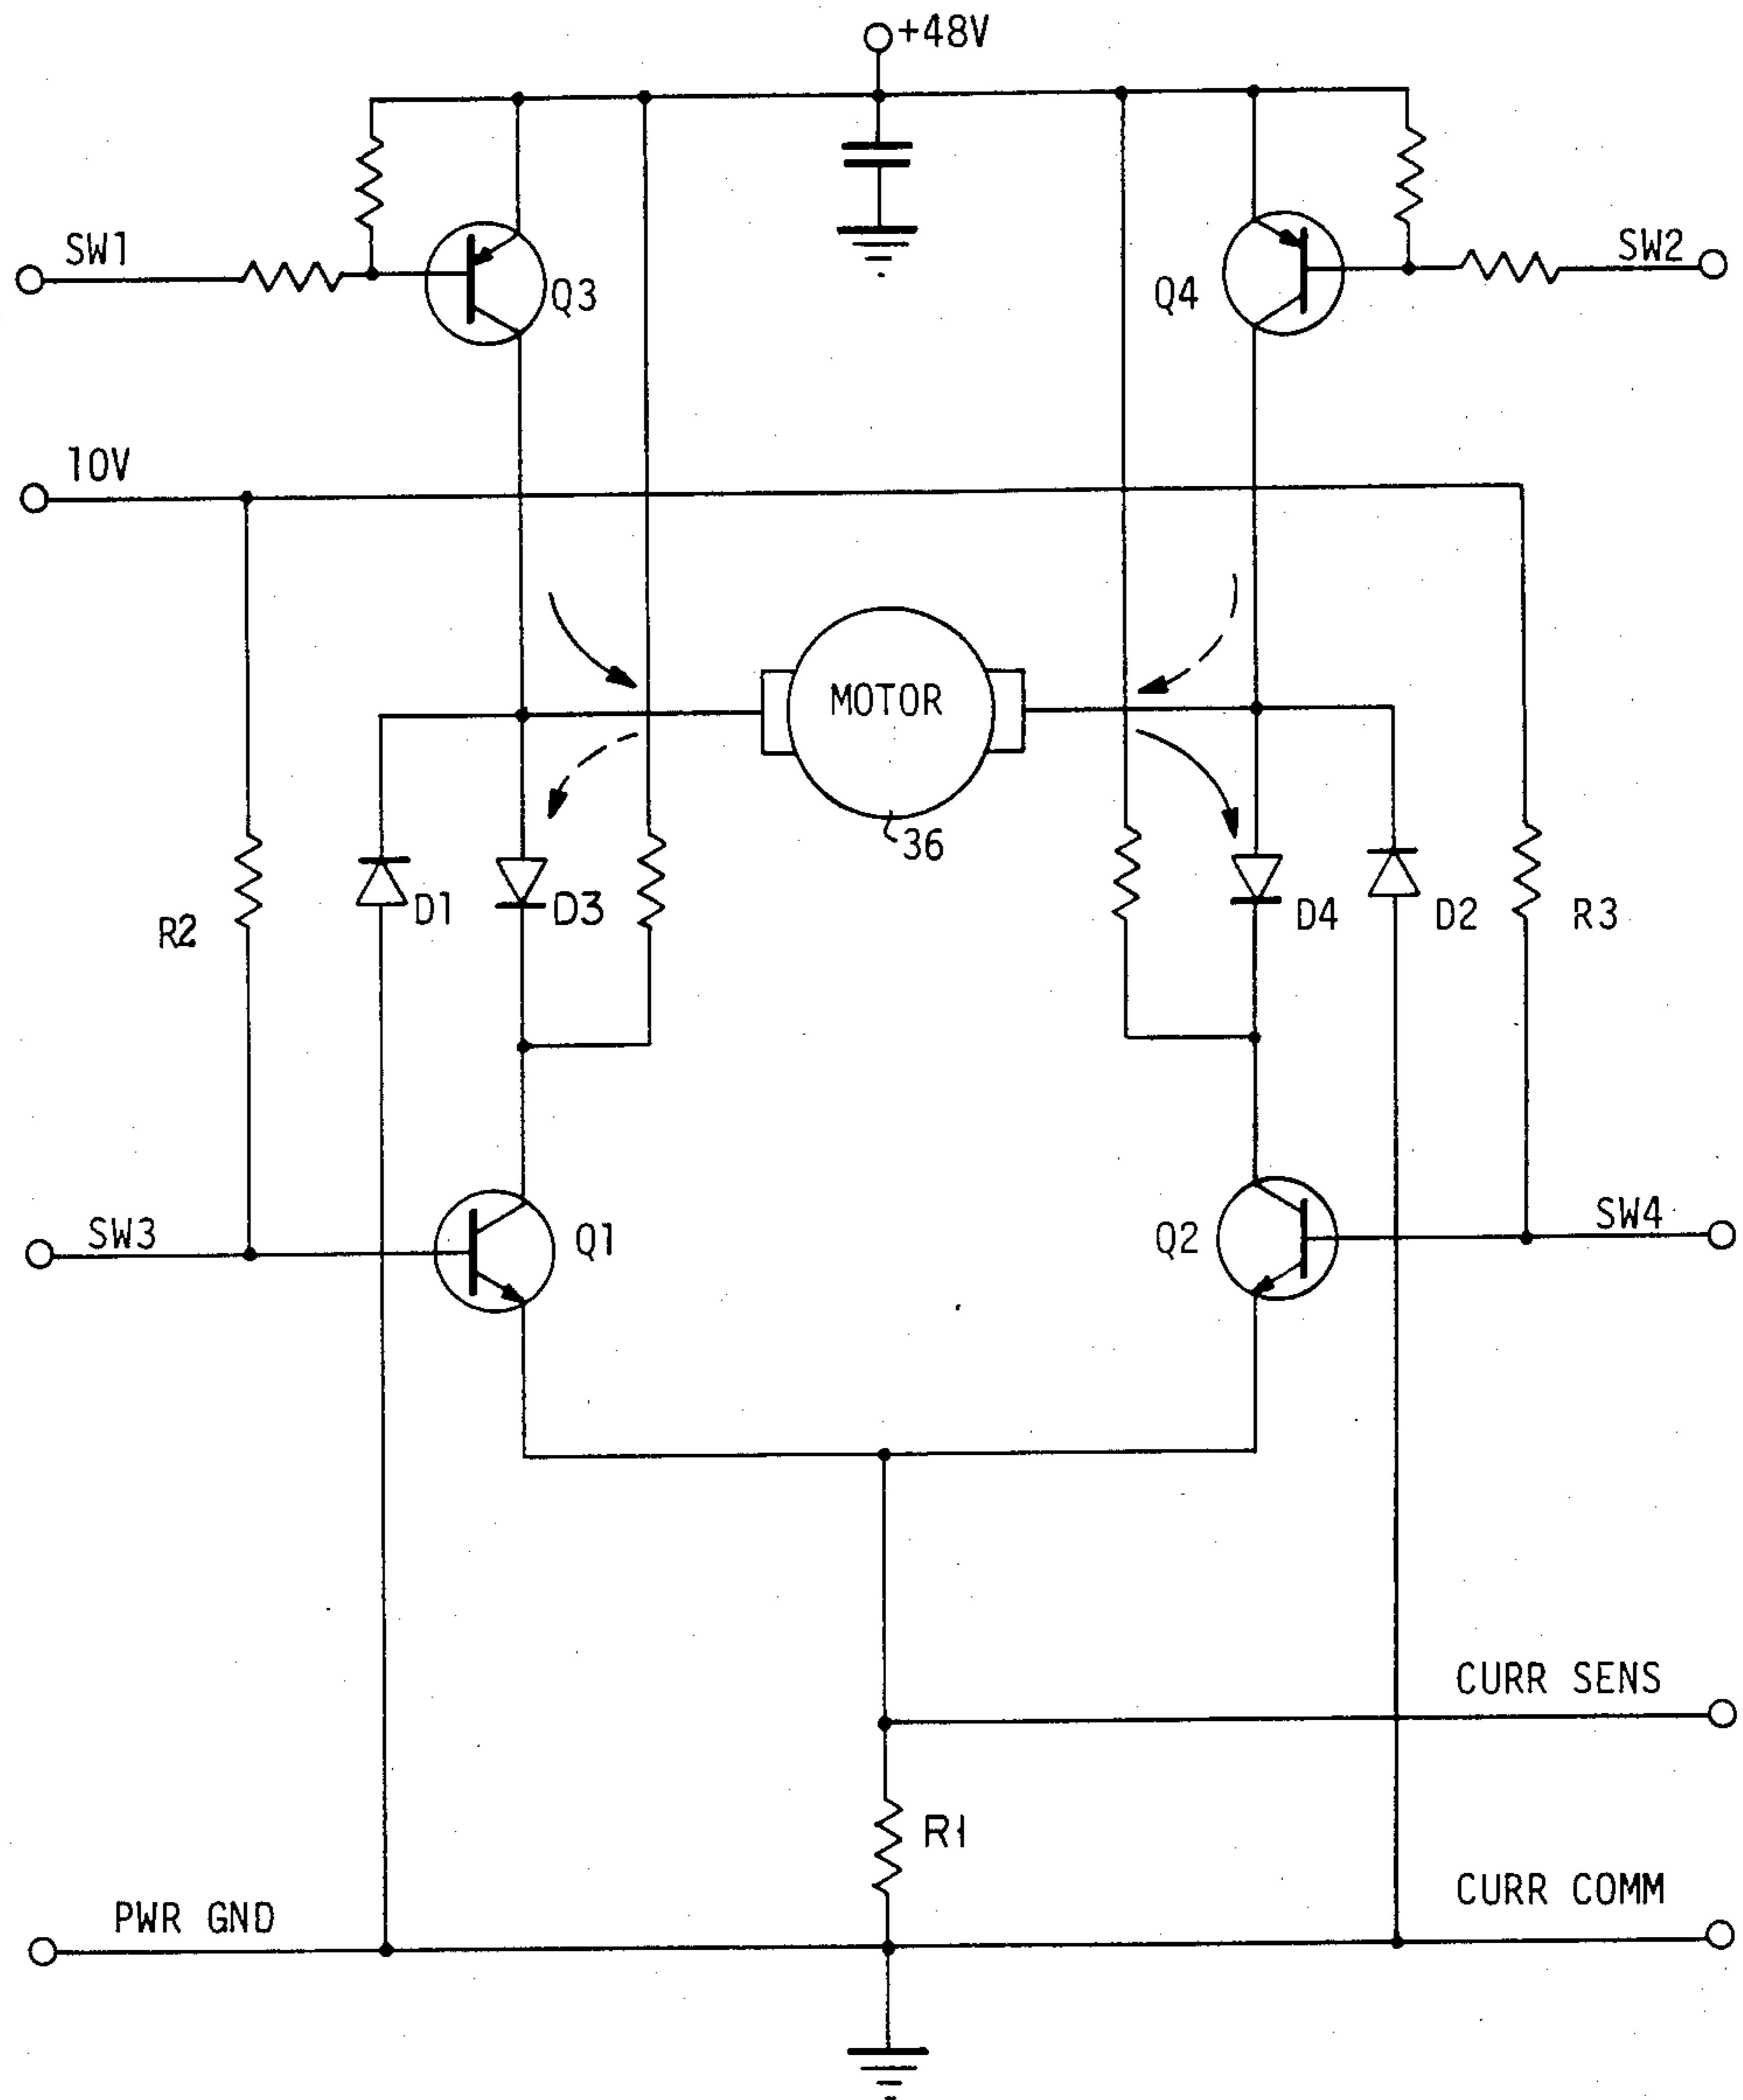 +48V
SW1
SW2
Q3
Q4
10V
MOTOR
36
D1
D3
D4
D2
R2
R3
SW3
Q1
Q2
SW4
CURR SENS
R1
CURR COMM
PWR GND